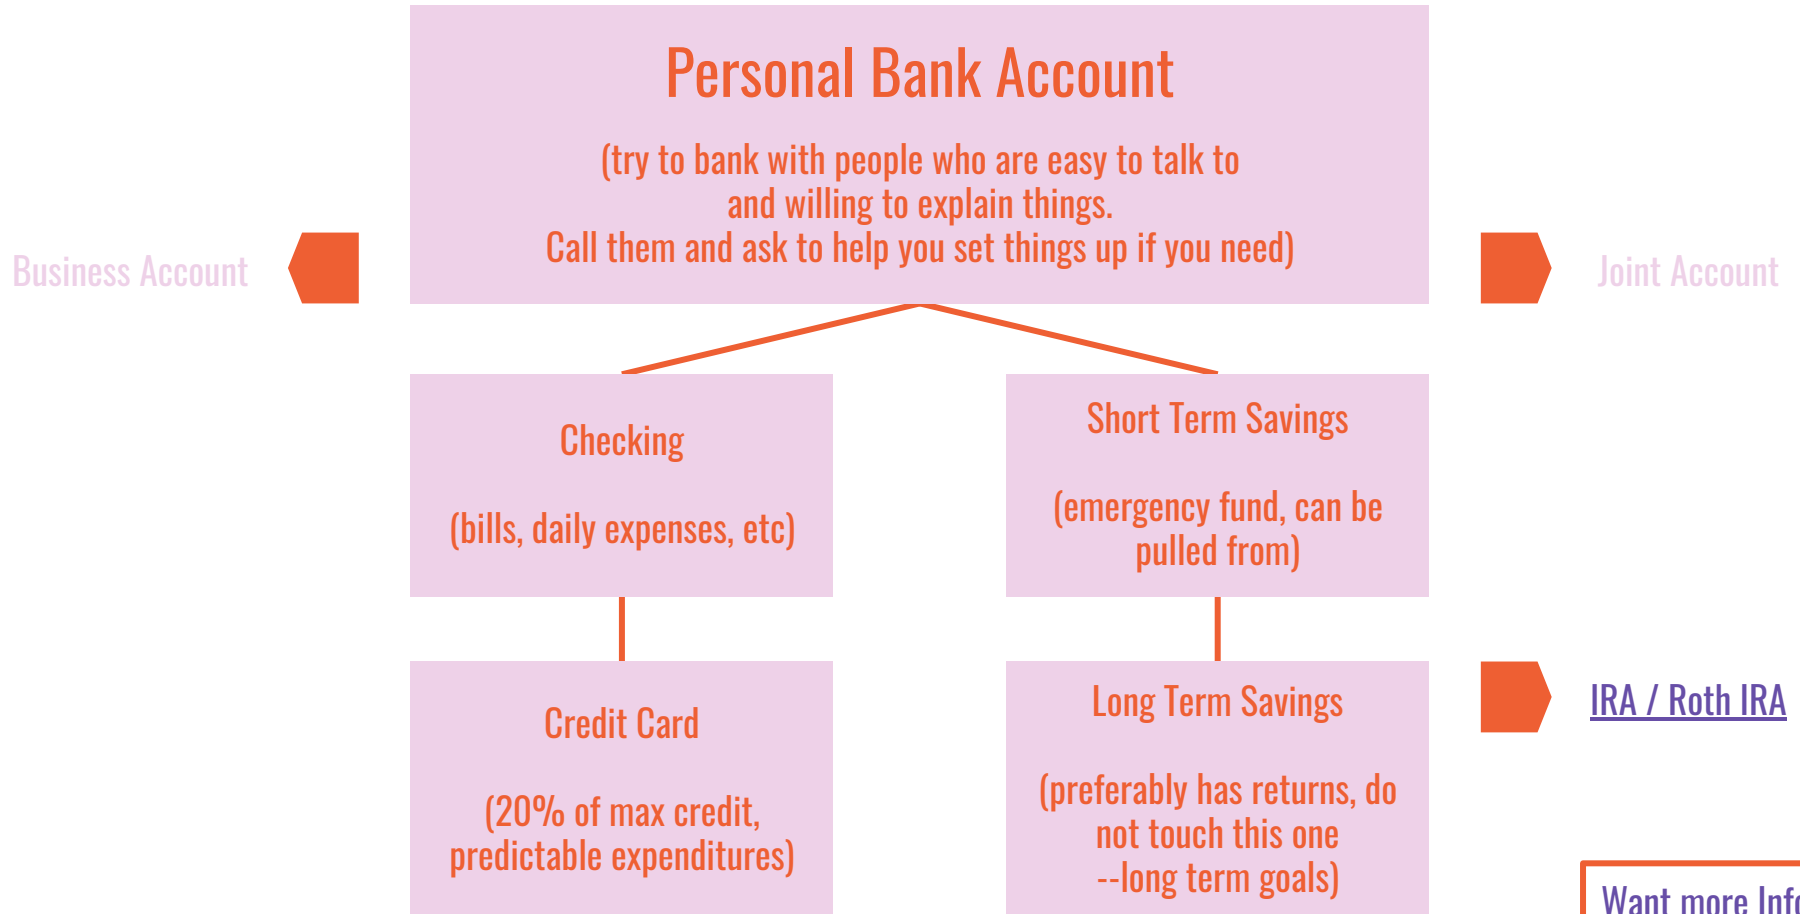 Personal Bank Account
(try to bank with people who are easy to talk to
and willing to explain things.
Call them and ask to help you set things up if you need)
Business Account
Joint Account
Checking
(bills, daily expenses, etc)
Short Term Savings
(emergency fund, can be
pulled from)
Credit Card
(20% of max credit,
predictable expenditures)
Long Term Savings
(preferably has returns, do
not touch this one
--long term goals)
IRA / Roth IRA
Want more